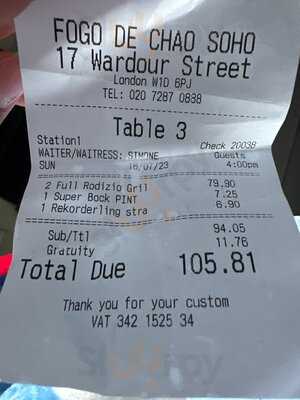 FOGO DE CHAO SOHO
17 Wardour Street
London W1D 6PJ
TEL: 020 7287 0838
Table 3
Station1 Check 20038
WAITER/WAITRESS: SIMONE Guests
SUN 16/07/23 4:00pm
2 Full Rodizio Gril 79.90
1 Super Bock PINT 7.25
1 Rekorderling stra 6.90
Sub/Ttl 94.05
Gratuity 11.76
Total Due 105.81
Thank you for your custom
VAT 342 1525 34